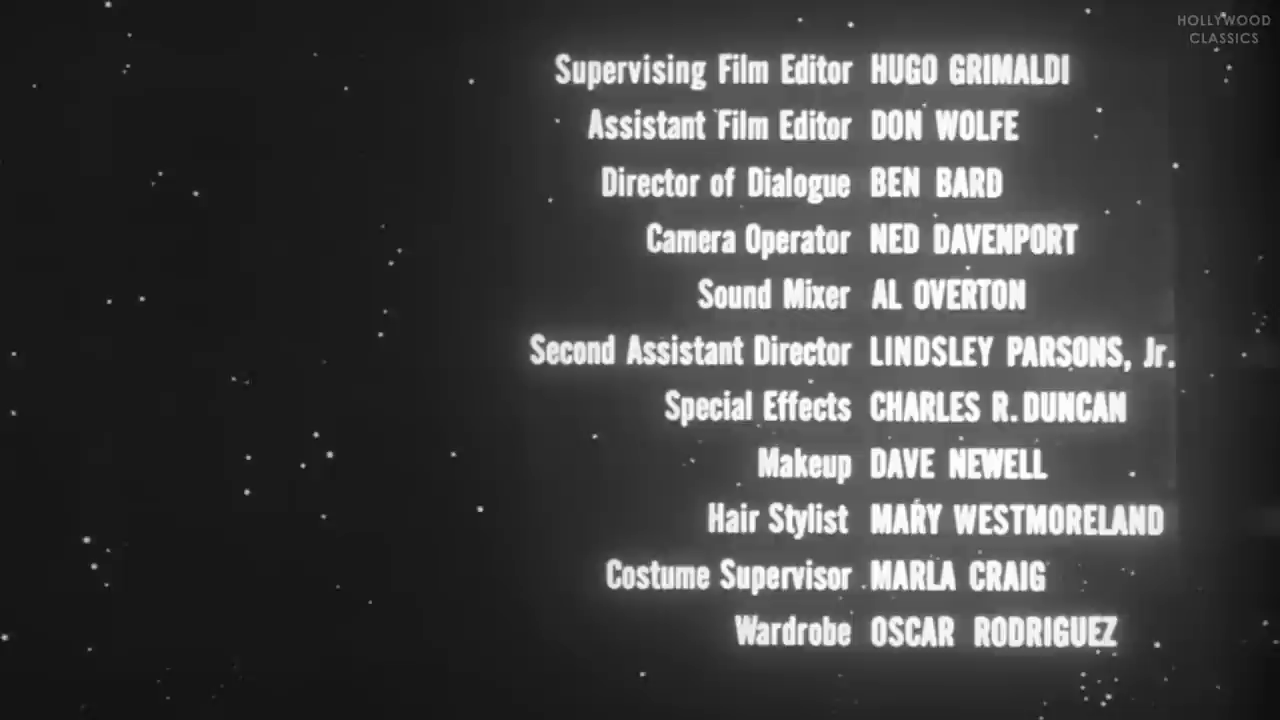 HOLLYWOOD
CLASSICS
Supervising Film Editor HUGO GRIMALDI
Assistant Film Editor DON WOLFE
Director of Dialogue BEN BARD
Camera Operator NED DAVENPORT
Sound Mixer AL OVERTON
Second Assistant Director LINDSLEY PARSONS, Jr.
Special Effects CHARLES R. DUNCAN
Makeup DAVE NEWELL
Hair Stylist MARY WESTMORELAND
Costume Supervisor MARLA CRAIG
Wardrobe OSCAR RODRIGUEZ